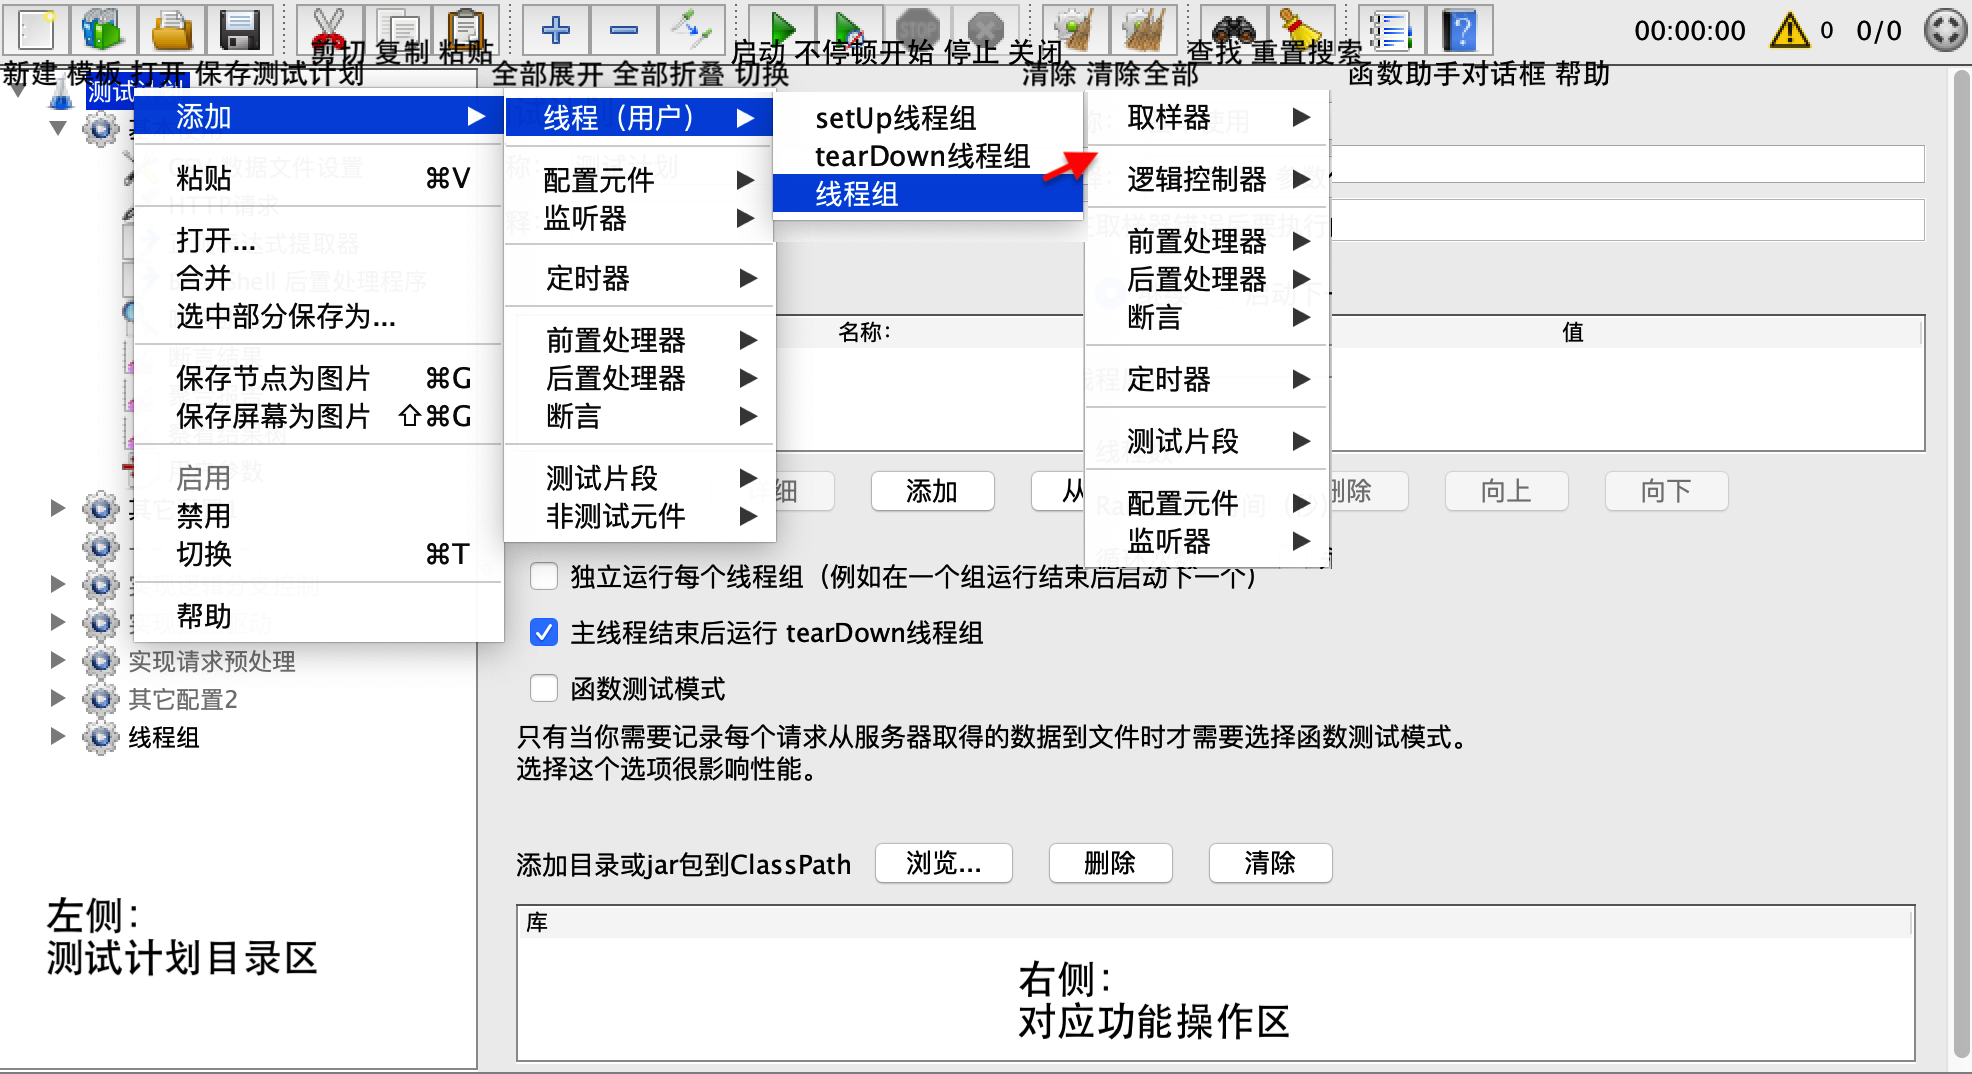 00:00:00 0 0/0
剪切 复制 粘贴
启动 不停顿开始 停止 关闭
查找 重置搜索
新建 模板 打开 保存测试计划
全部展开 全部折叠 切换
清除 清除全部
函数助手对话框 帮助
测试计划
添加
粘贴 ⌘V
打开...
合并
选中部分保存为...
保存节点为图片 ⌘G
保存屏幕为图片 ⇧⌘G
启用
禁用
切换 ⌘T
帮助
线程（用户）
配置元件
监听器
定时器
前置处理器
后置处理器
断言
测试片段
非测试元件
setUp线程组
tearDown线程组
线程组
取样器
逻辑控制器
前置处理器
后置处理器
断言
定时器
测试片段
配置元件
监听器
实现请求预处理
其它配置2
线程组
左侧：
测试计划目录区
名称： 值
详细 添加 从 删除 向上 向下
独立运行每个线程组（例如在一个组运行结束后启动下一个）
主线程结束后运行 tearDown线程组
函数测试模式
只有当你需要记录每个请求从服务器取得的数据到文件时才需要选择函数测试模式。
选择这个选项很影响性能。
添加目录或jar包到ClassPath 浏览... 删除 清除
库
右侧：
对应功能操作区